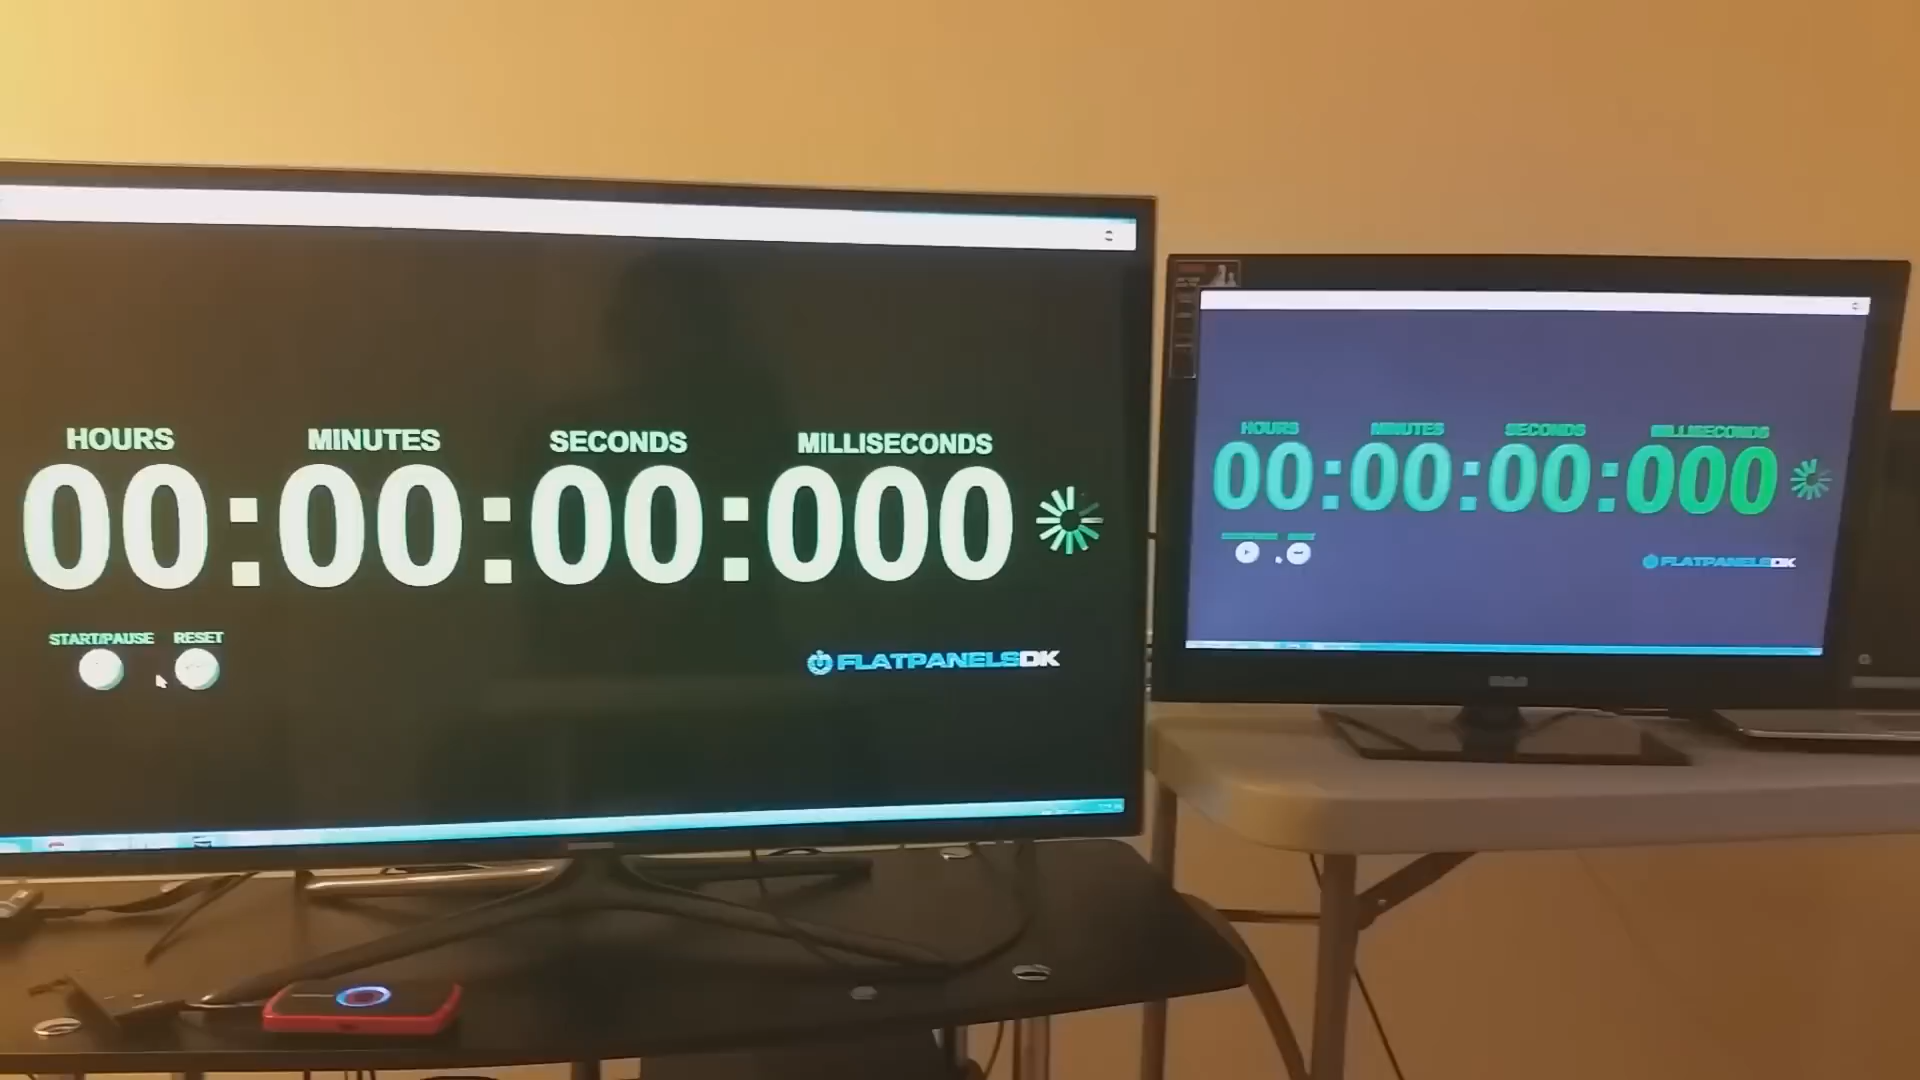 HOURS MINUTES SECONDS MILLISECONDS
00:00:00:000
START/PAUSE RESET
FLATPANELSDK
HOURS MINUTES SECONDS MILLISECONDS
00:00:00:000
FLATPANELSDK
RCA